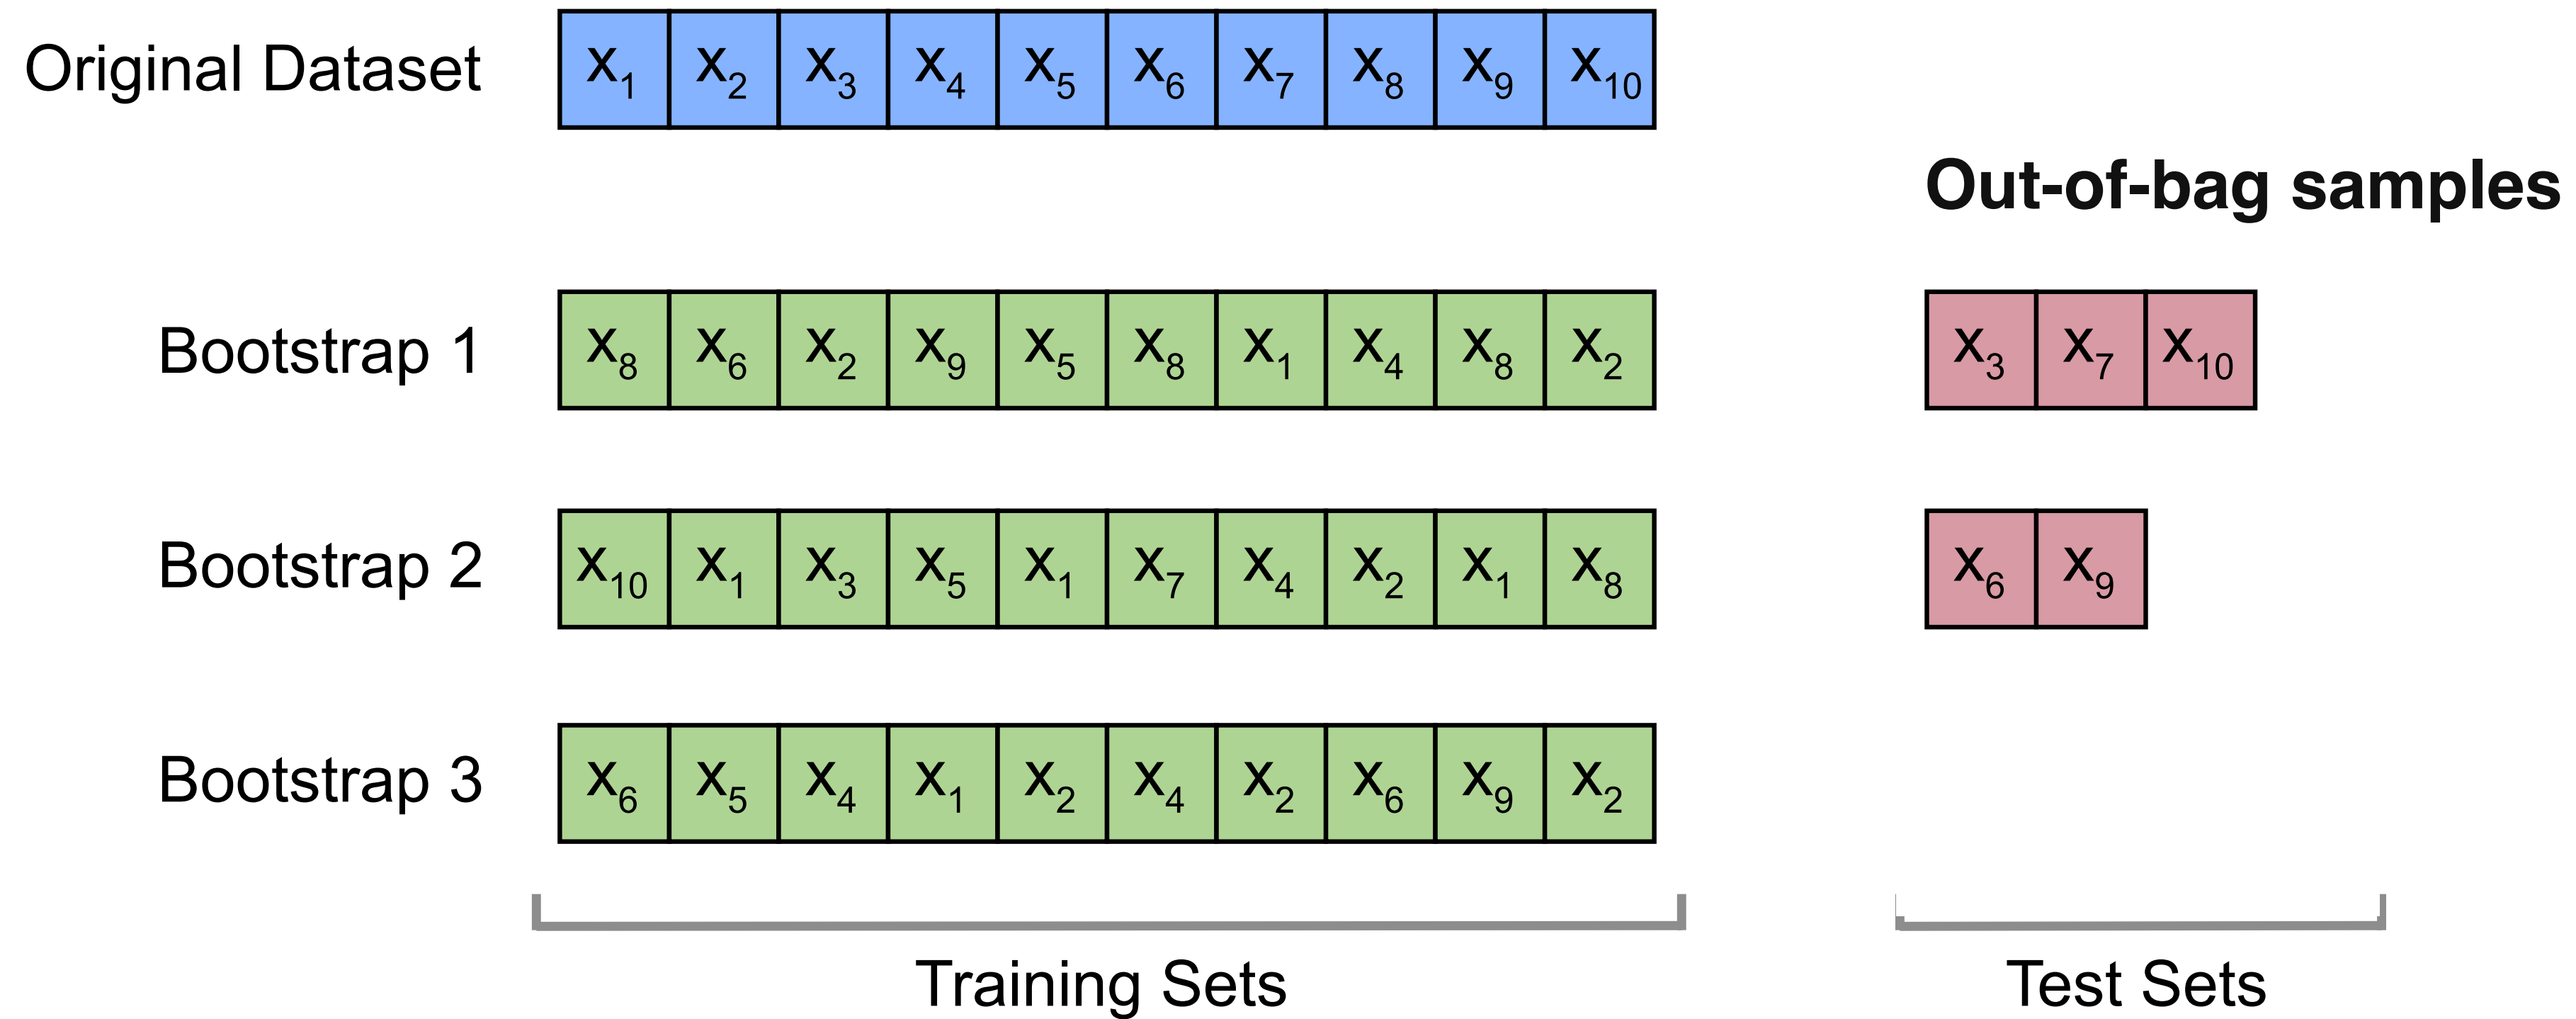 Original Dataset x₁ x₂ x₃ x₄ x₅ x₆ x₇ x₈ x₉ x₁₀
Out-of-bag samples
Bootstrap 1 x₈ x₆ x₂ x₉ x₅ x₈ x₁ x₄ x₈ x₂ x₃ x₇ x₁₀
Bootstrap 2 x₁₀ x₁ x₃ x₅ x₁ x₇ x₄ x₂ x₁ x₈ x₆ x₉
Bootstrap 3 x₆ x₅ x₄ x₁ x₂ x₄ x₂ x₆ x₉ x₂
Training Sets Test Sets